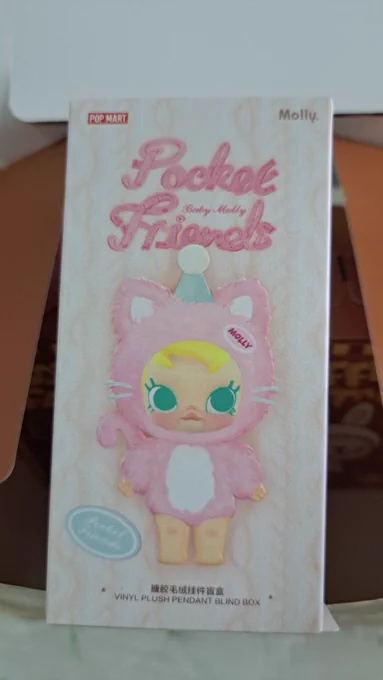 POP MART
Molly.
Pocket
Baby Molly
Friends
MOLLY
Pocket
Friends
搪胶毛绒挂件盲盒
VINYL PLUSH PENDANT BLIND BOX